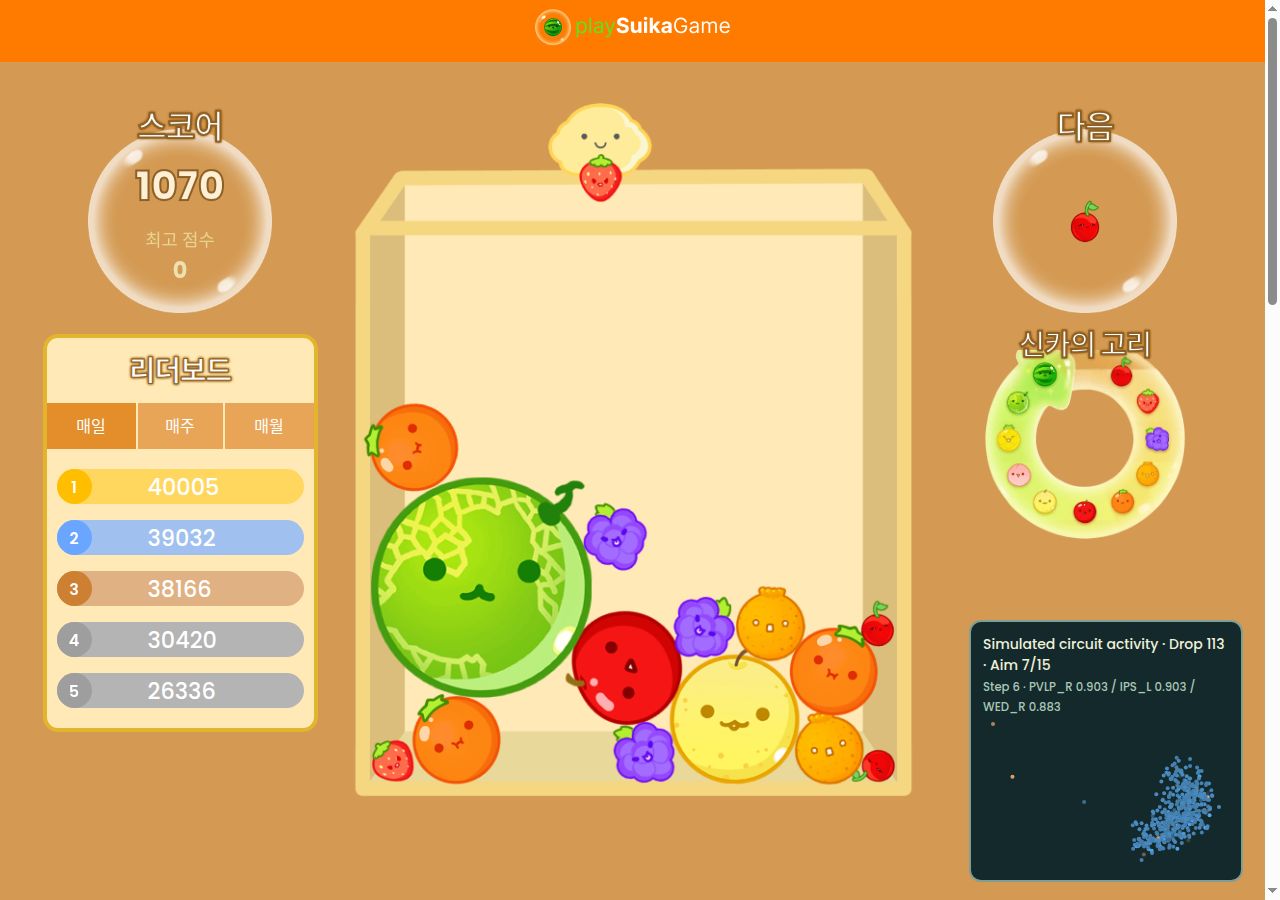 playSuikaGame
스코어
1070
최고 점수
0
다음
리더보드
매일 매주 매월
1 40005
2 39032
3 38166
4 30420
5 26336
신카의 고리
Simulated circuit activity · Drop 113
· Aim 7/15
Step 6 · PVLP_R 0.903 / IPS_L 0.903 /
WED_R 0.883